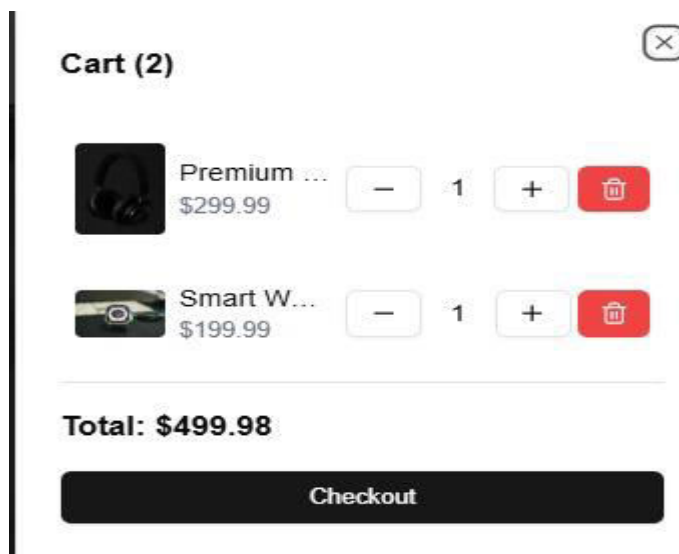 Cart (2)
Premium ...
$299.99
− 1 +
Smart W...
$199.99
− 1 +
Total: $499.98
Checkout